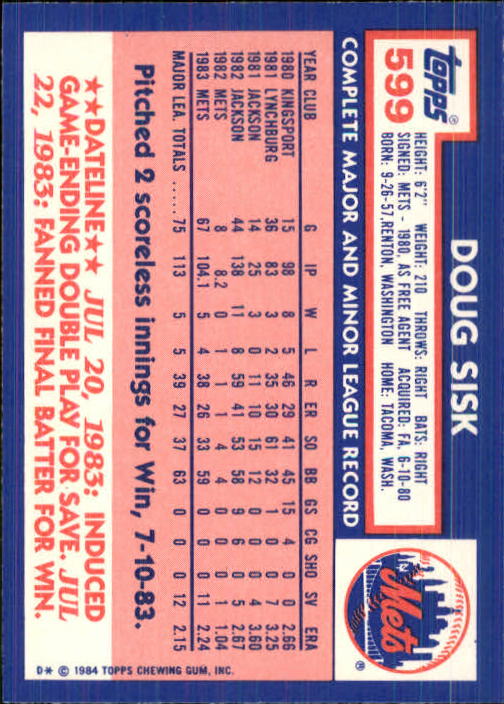 topps®
599
DOUG SISK
HEIGHT: 6'2" WEIGHT: 210 THROWS: RIGHT BATS: RIGHT
SIGNED: METS - 1980, AS FREE AGENT ACQUIRED: FA. 6-10-80
BORN: 9-26-57, RENTON, WASHINGTON HOME: TACOMA, WASH.
Mets
®
COMPLETE MAJOR AND MINOR LEAGUE RECORD
YEAR CLUB G IP W L R ER SO BB GS CG SHO SV ERA
1980 KINGSPORT 15 98 8 5 46 29 41 45 15 4 0 0 2.66
1981 LYNCHBURG 36 83 3 2 35 30 61 32 1 0 0 7 3.25
1981 JACKSON 14 25 3 0 11 10 15 12 0 0 0 4 3.60
1982 JACKSON 44 138 11 8 59 41 53 58 9 6 0 5 2.67
1982 METS 8 8.2 0 1 1 1 4 4 0 0 0 1 1.04
1983 METS 67 104.1 5 4 38 26 33 59 0 0 0 11 2.24
MAJOR LEA. TOTALS ..... 75 113 5 5 39 27 37 63 0 0 0 12 2.15
Pitched 2 scoreless innings for Win, 7-10-83.
★★DATELINE★★ JUL 20, 1983: INDUCED
GAME-ENDING DOUBLE PLAY FOR SAVE. JUL
22, 1983: FANNED FINAL BATTER FOR WIN.
D* © 1984 TOPPS CHEWING GUM, INC.